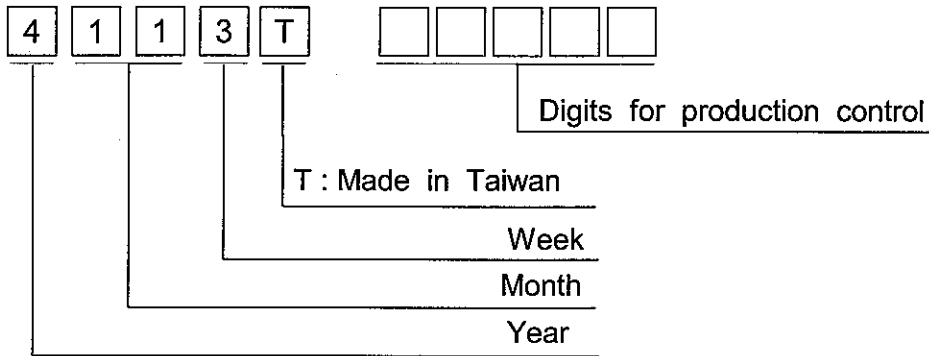 4 1 1 3 T
Digits for production control
T : Made in Taiwan
Week
Month
Year